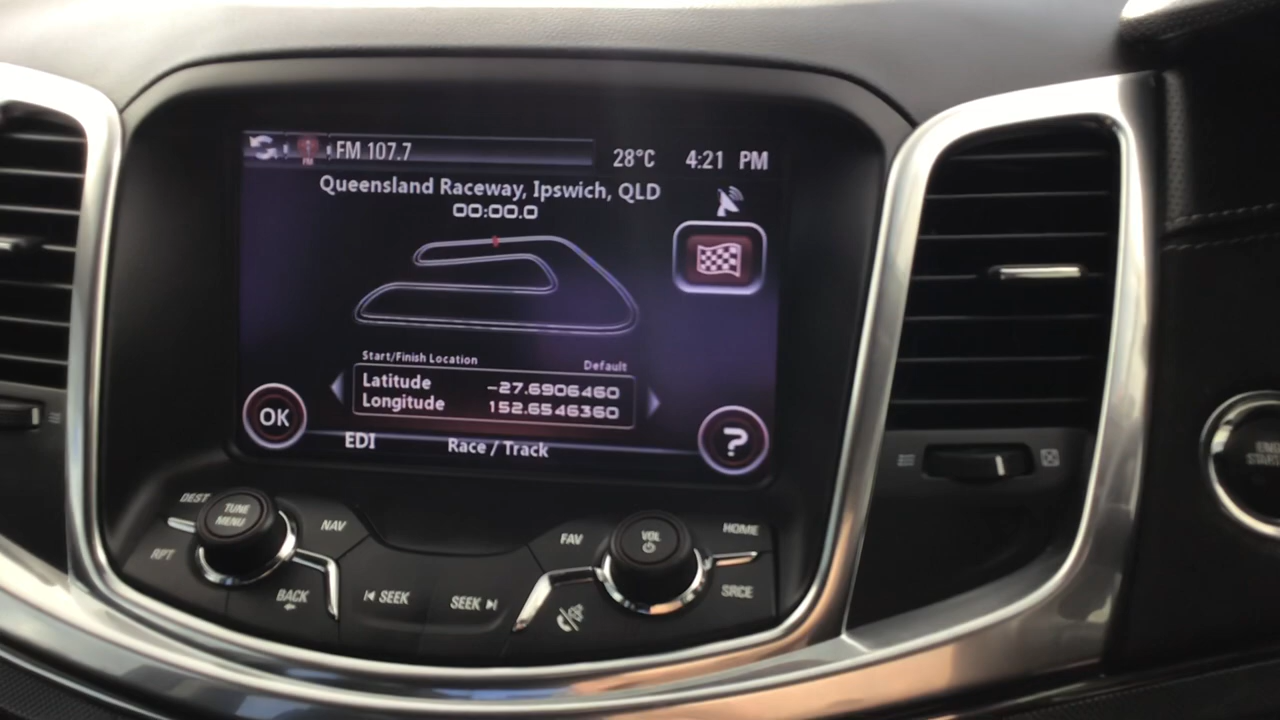 FM 107.7
28°C 4:21 PM
Queensland Raceway, Ipswich, QLD
00:00.0
Start/Finish Location Default
Latitude -27.6906460
Longitude 152.6546360
OK
?
EDI Race / Track
DEST
TUNE
MENU
NAV
RPT
BACK
SEEK
SEEK
FAV
VOL
HOME
SRCE